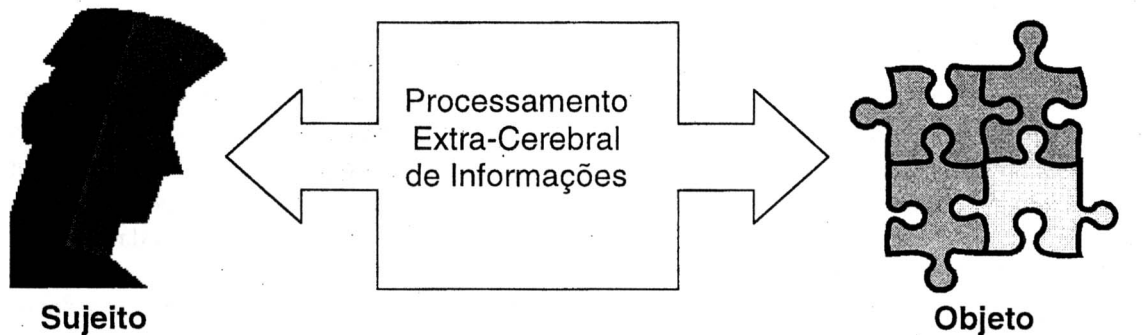 Processamento
Extra-Cerebral
de Informações
Sujeito
Objeto